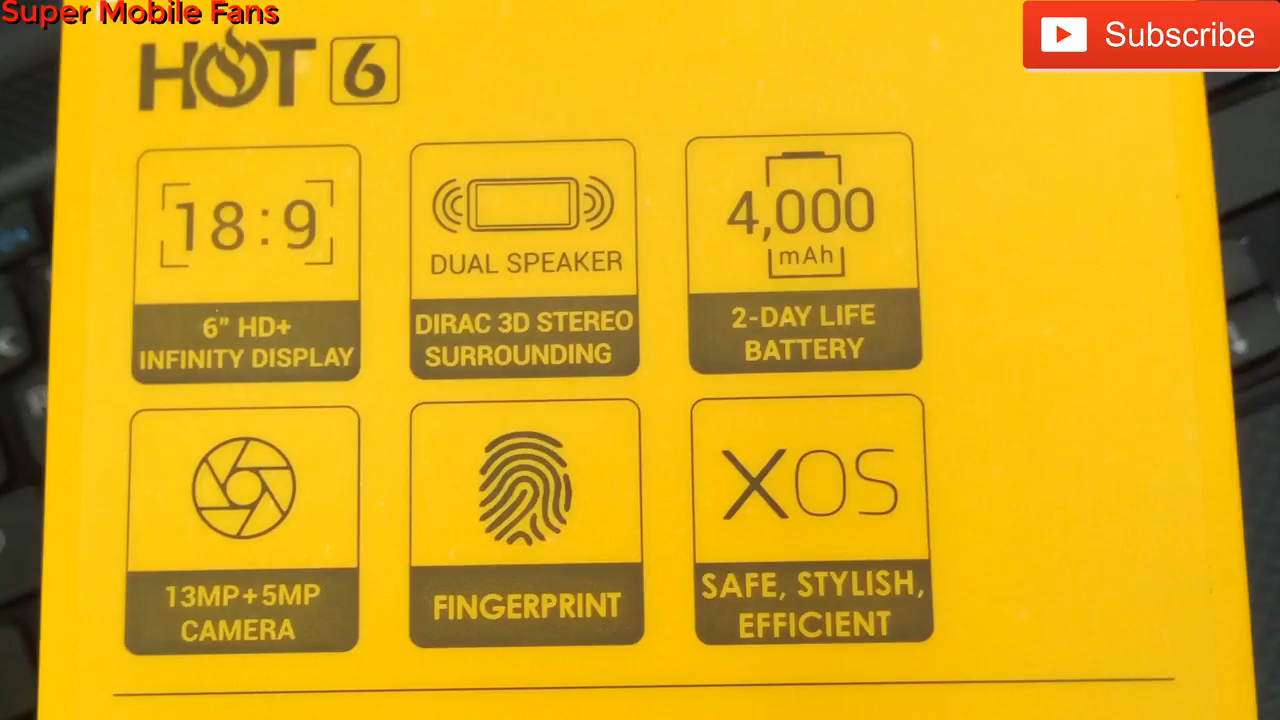 Super Mobile Fans
Subscribe
HOT 6
18:9
6" HD+
INFINITY DISPLAY
DUAL SPEAKER
DIRAC 3D STEREO
SURROUNDING
4,000
mAh
2-DAY LIFE
BATTERY
13MP+5MP
CAMERA
FINGERPRINT
XOS
SAFE, STYLISH,
EFFICIENT